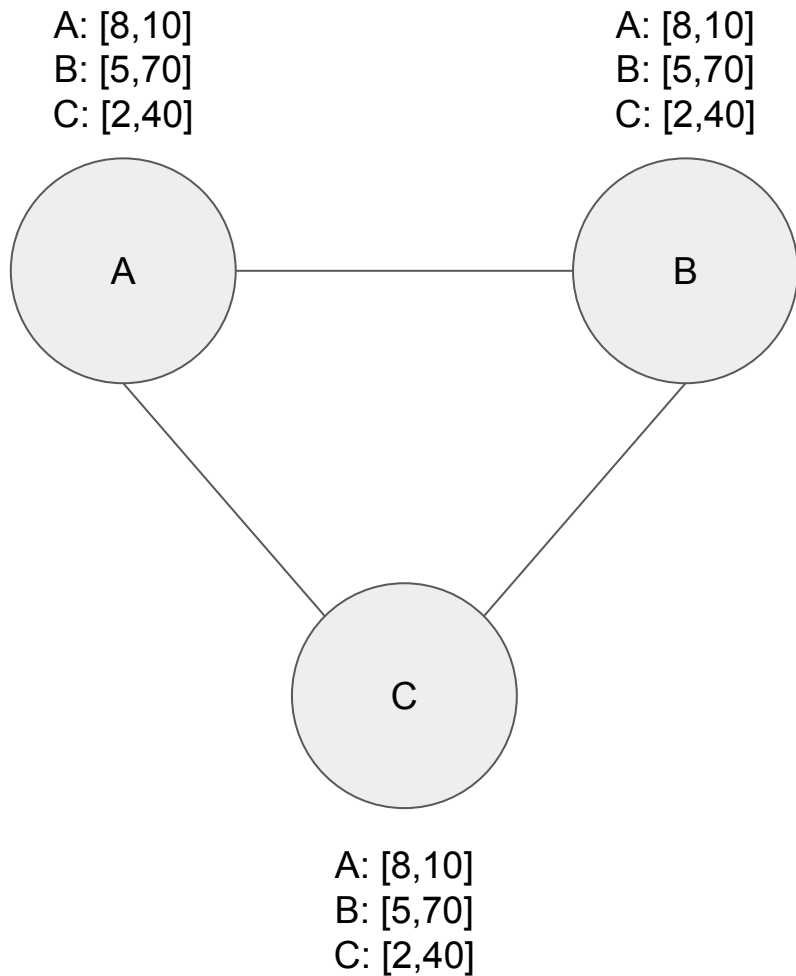 A: [8,10]
B: [5,70]
C: [2,40]
A: [8,10]
B: [5,70]
C: [2,40]
A
B
C
A: [8,10]
B: [5,70]
C: [2,40]